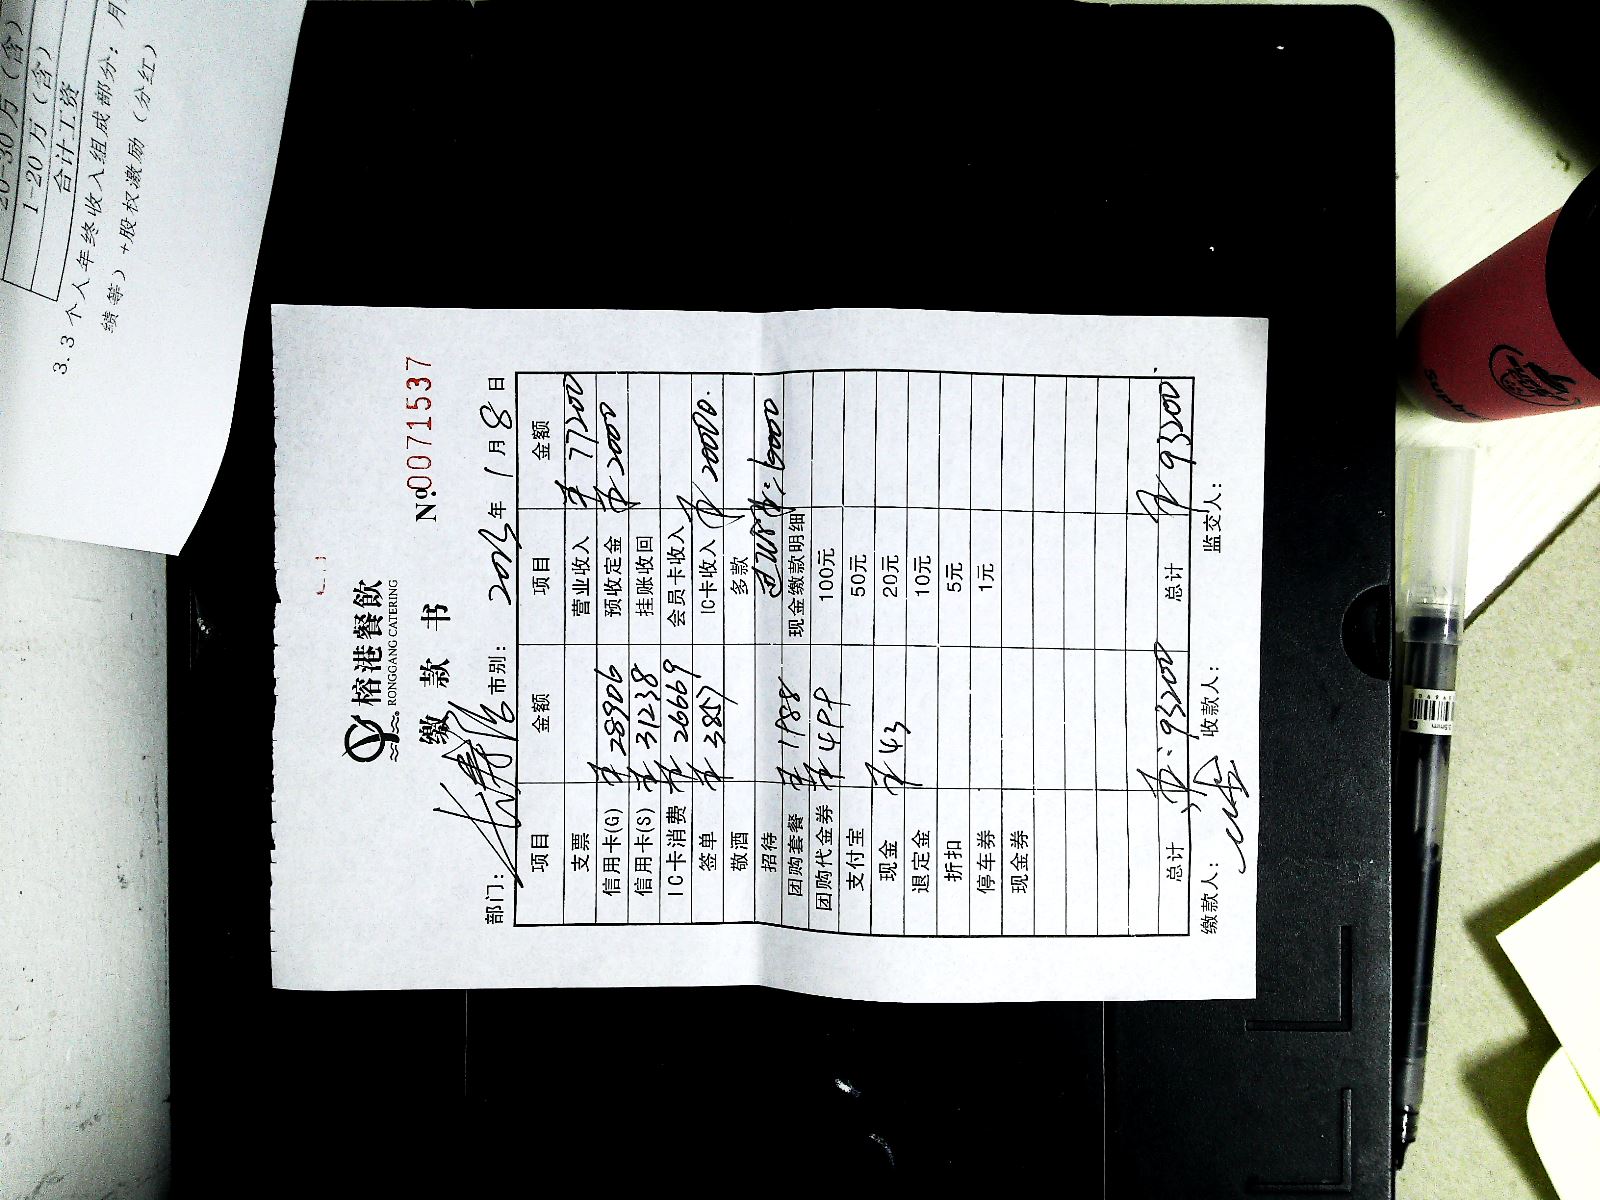 20-30万（含）
1-20万（含）
合计工资
3.3 个人年终收入组成部分：月
绩等）+股权激励（分红）
榕港餐飲
RONGGANG CATERING
缴 款 书
No.0071537
部门： 市别： 年 1 月 8 日
项目 金额 项目 金额
支票 营业收入 ¥77200
信用卡(G) ¥28906 预收定金 ¥2000
信用卡(S) ¥31238 挂账收回
IC卡消费 ¥26669 会员卡收入
签单 ¥3857 IC卡收入 ¥20000.
敬酒 多款
招待 ¥:6000
团购套餐 ¥1988 现金缴款明细
团购代金券 ¥499 100元
支付宝 50元
现金 ¥43 20元
退定金 10元
折扣 5元
停车券 1元
现金券
总计 ¥:93200 总计 ¥93200
缴款人： 收款人： 监交人：